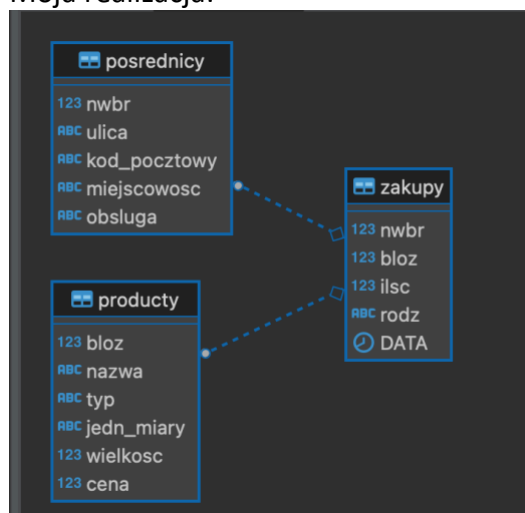 Moja realizacja:
posrednicy
123 nwbr
ABC ulica
ABC kod_pocztowy
ABC miejscowosc
ABC obsluga
zakupy
123 nwbr
123 bloz
123 ilsc
ABC rodz
DATA
producty
123 bloz
ABC nazwa
ABC typ
ABC jedn_miary
123 wielkosc
123 cena